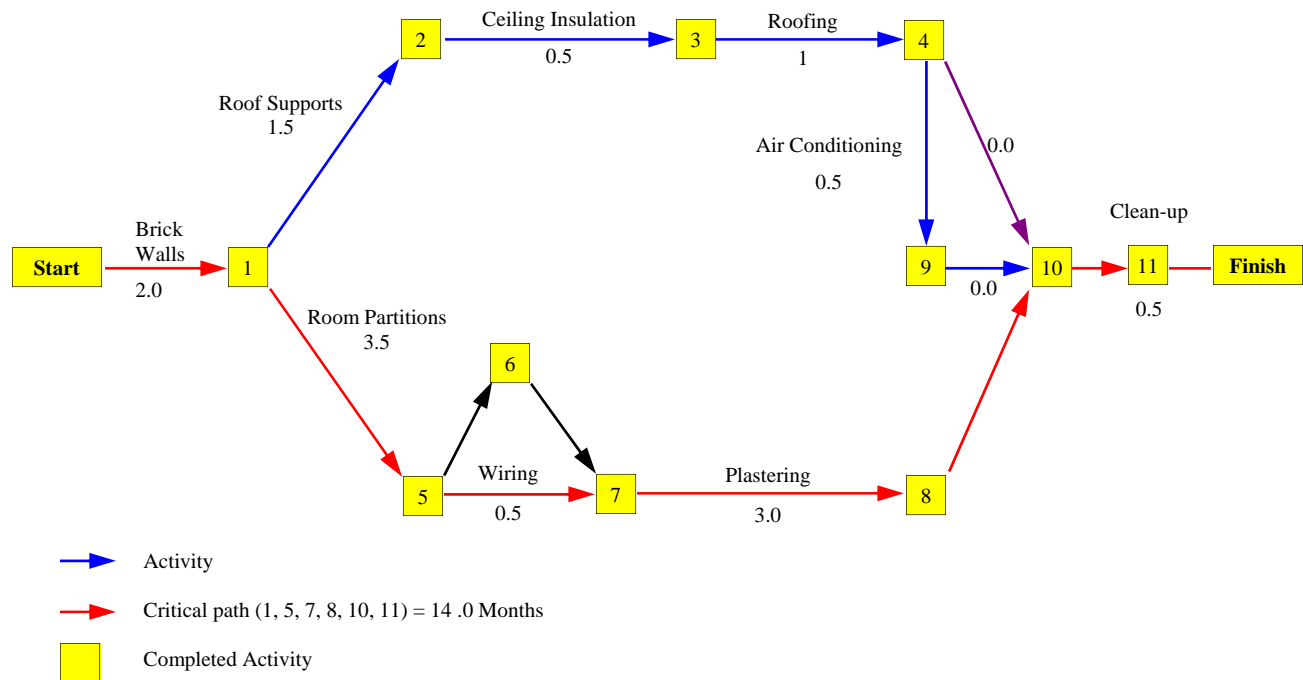 Ceiling Insulation
Roofing
2
3
4
0.5
1
Roof Supports
1.5
Air Conditioning
0.5
0.0
Clean-up
Brick
Walls
Start
1
9
10
11
Finish
2.0
0.0
0.5
Room Partitions
3.5
6
Wiring
Plastering
5
7
8
0.5
3.0
Activity
Critical path (1, 5, 7, 8, 10, 11) = 14 .0 Months
Completed Activity